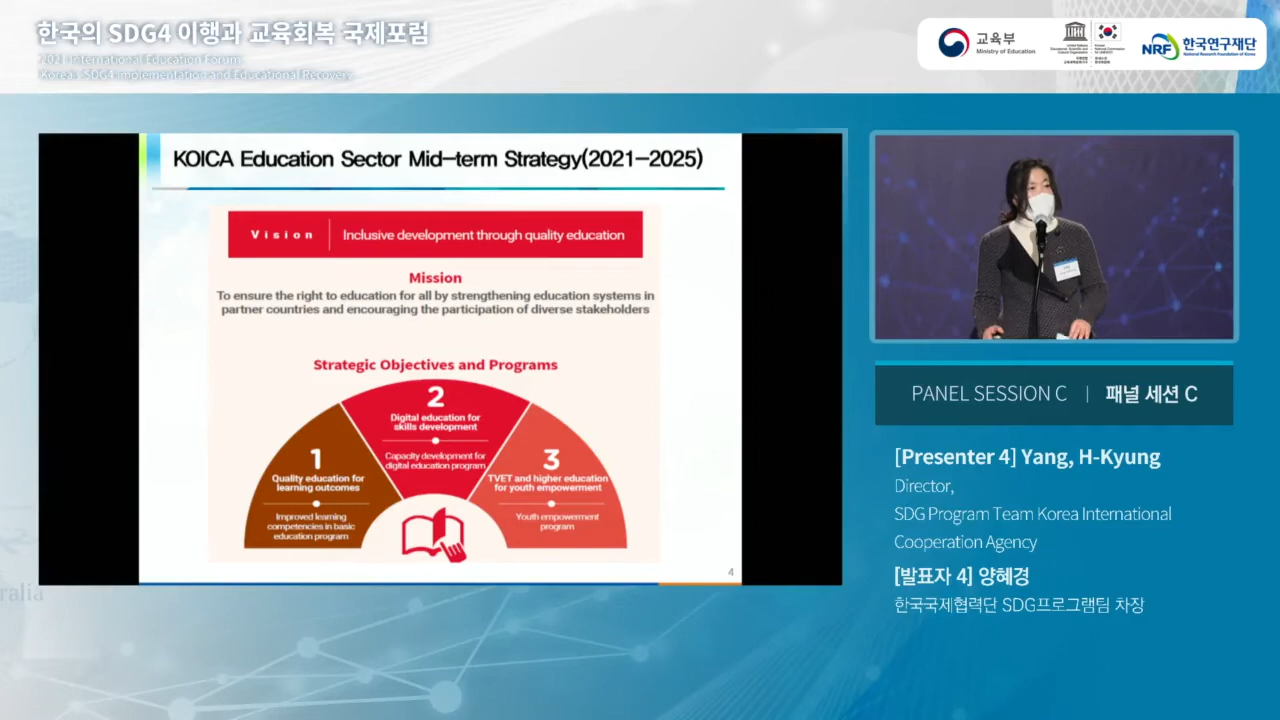 한국의 SDG4 이행과 교육회복 국제포럼
2021 International Education Forum
Korea's SDG4 Implementation and Educational Recovery
교육부
Ministry of Education
NRF 한국연구재단
National Research Foundation of Korea
KOICA Education Sector Mid-term Strategy(2021-2025)
Vision | Inclusive development through quality education
Mission
To ensure the right to education for all by strengthening education systems in
partner countries and encouraging the participation of diverse stakeholders
Strategic Objectives and Programs
1
Quality education for
learning outcomes
Improved learning
competencies in basic
education program
2
Digital education for
skills development
Capacity development for
digital education program
3
TVET and higher education
for youth empowerment
Youth empowerment
program
4
PANEL SESSION C | 패널 세션 C
[Presenter 4] Yang, H-Kyung
Director,
SDG Program Team Korea International
Cooperation Agency
[발표자 4] 양혜경
한국국제협력단 SDG프로그램팀 차장
ralia